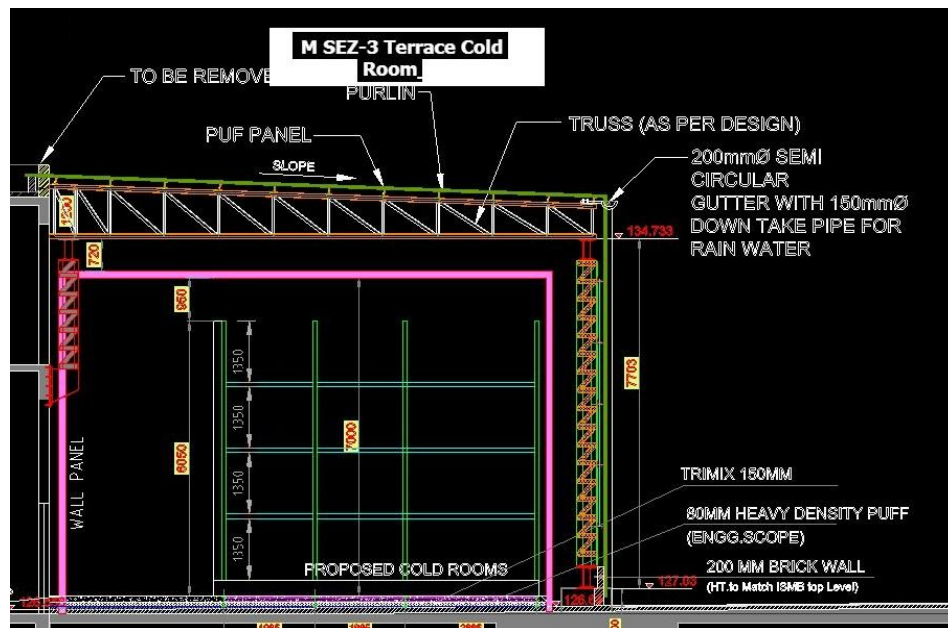 M SEZ-3 Terrace Cold
Room
TO BE REMOVE
PURLIN
PUF PANEL
TRUSS (AS PER DESIGN)
SLOPE
200mmØ SEMI
CIRCULAR
GUTTER WITH 150mmØ
DOWN TAKE PIPE FOR
RAIN WATER
1200
134.733
720
950
1350
1350
1350
1350
6050
7000
7703
WALL PANEL
TRIMIX 150MM
80MM HEAVY DENSITY PUFF
(ENGG.SCOPE)
PROPOSED COLD ROOMS
200 MM BRICK WALL
(HT.to Match ISMB top Level)
127.03